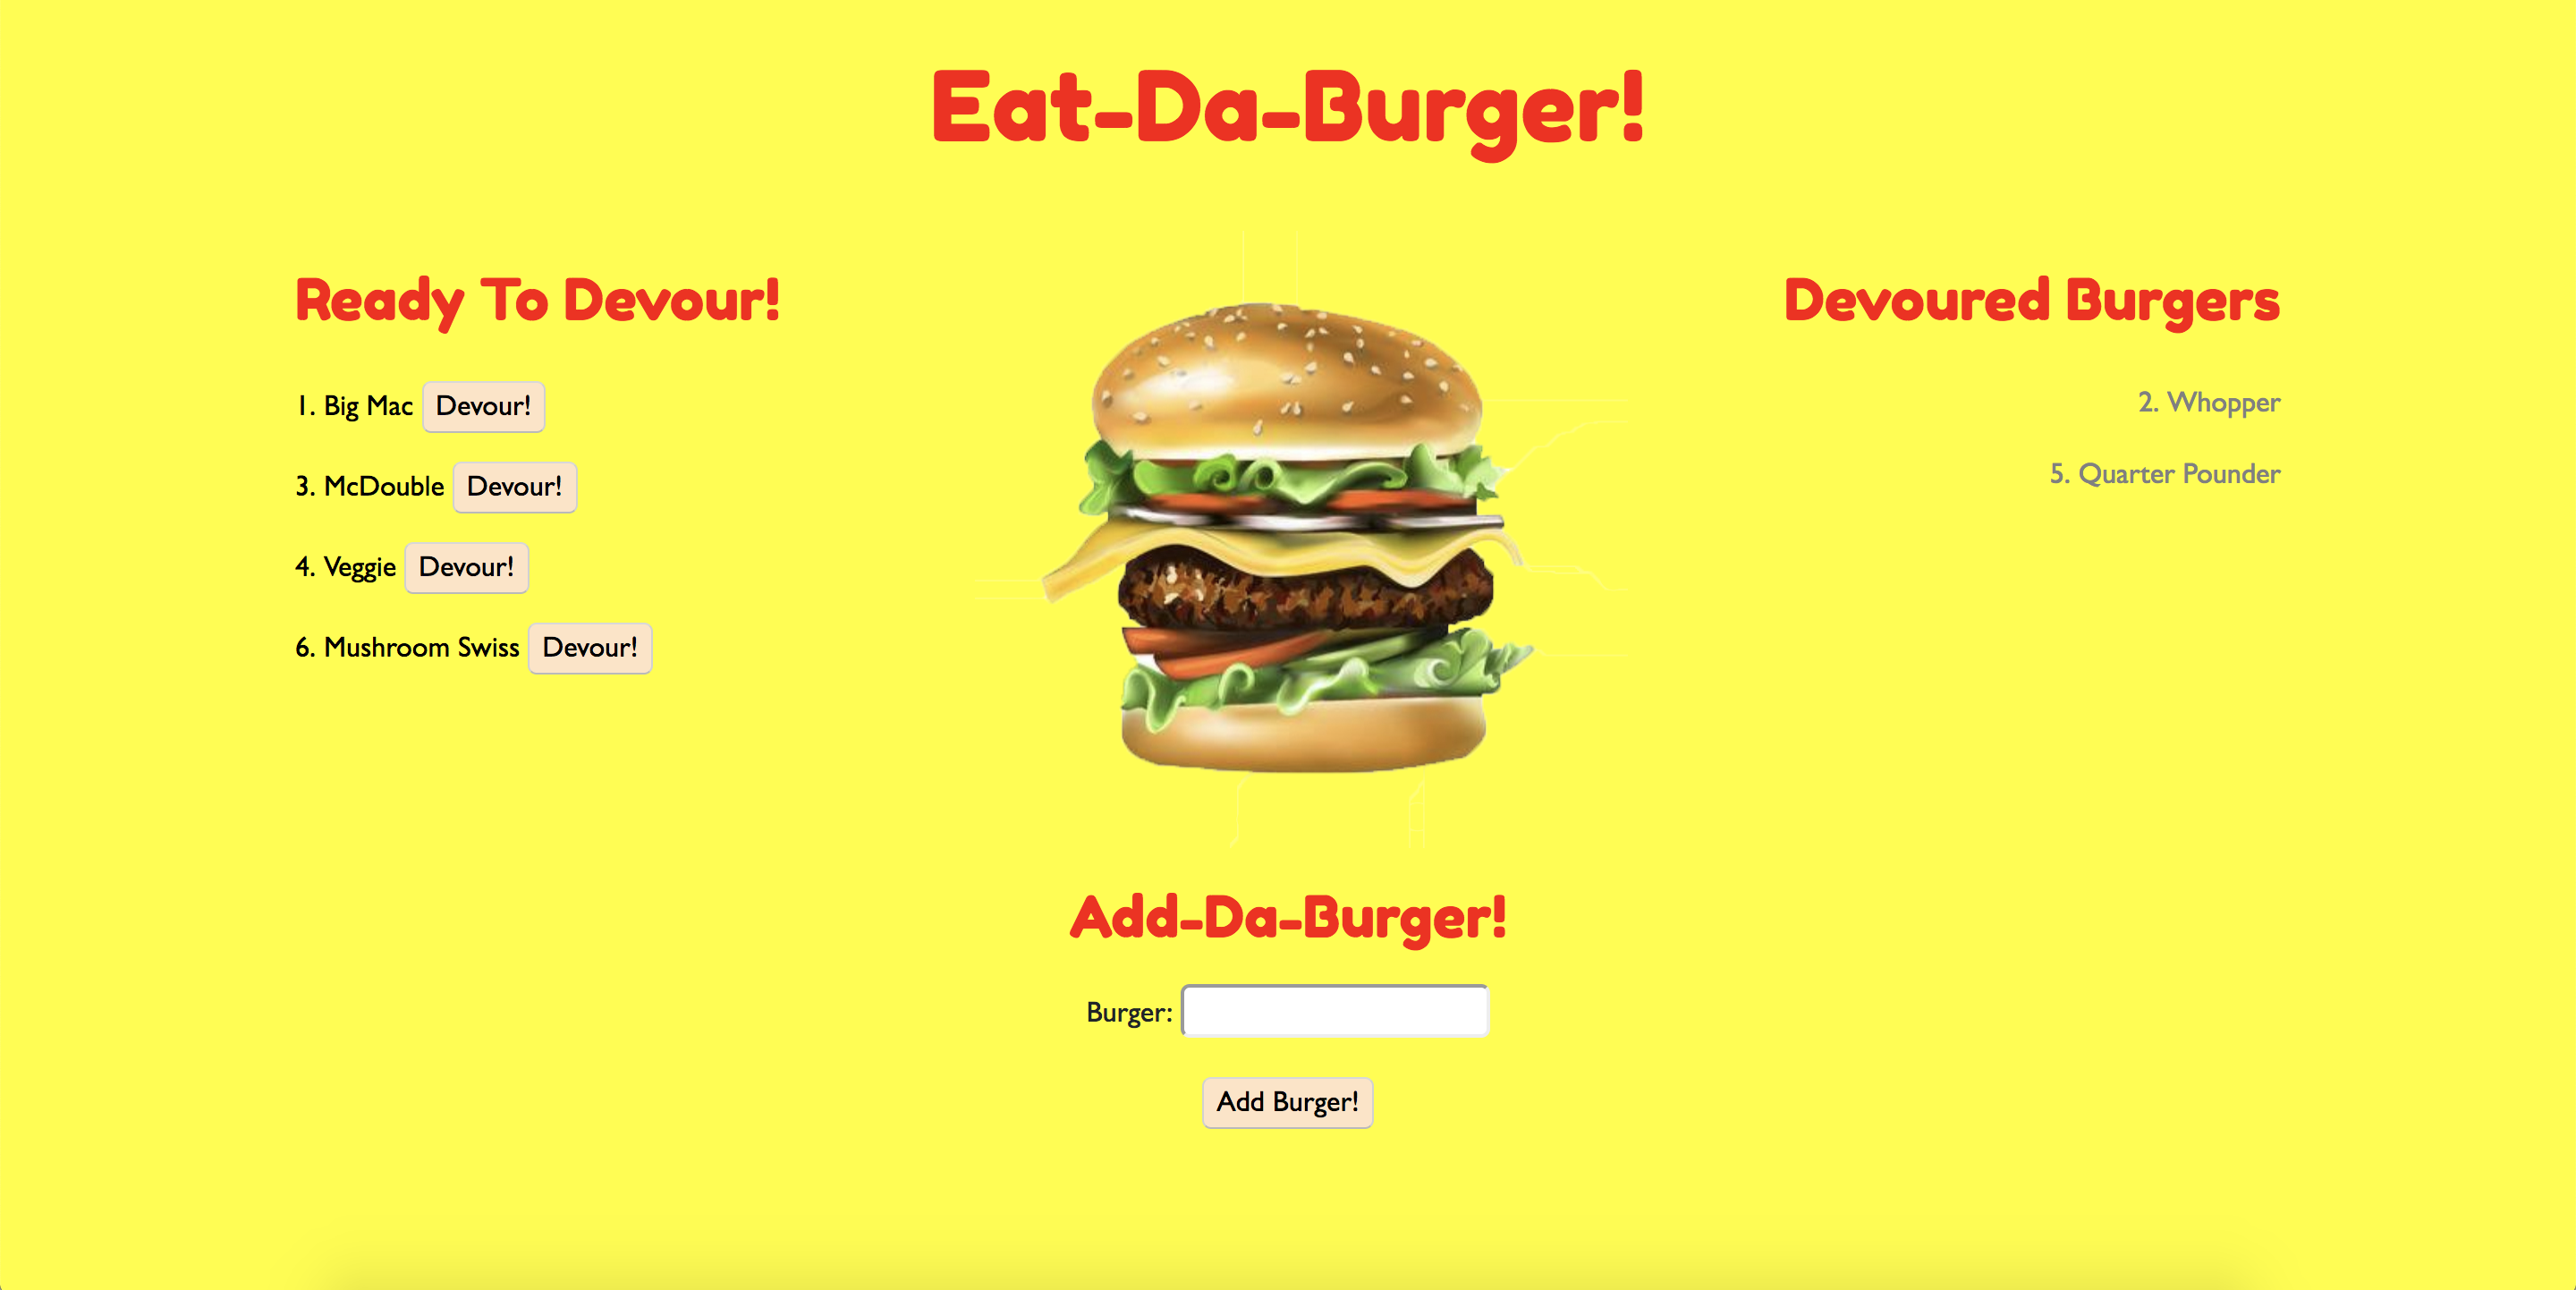 Eat-Da-Burger!
Ready To Devour!
1. Big Mac Devour!
3. McDouble Devour!
4. Veggie Devour!
6. Mushroom Swiss Devour!
Devoured Burgers
2. Whopper
5. Quarter Pounder
Add-Da-Burger!
Burger:
Add Burger!